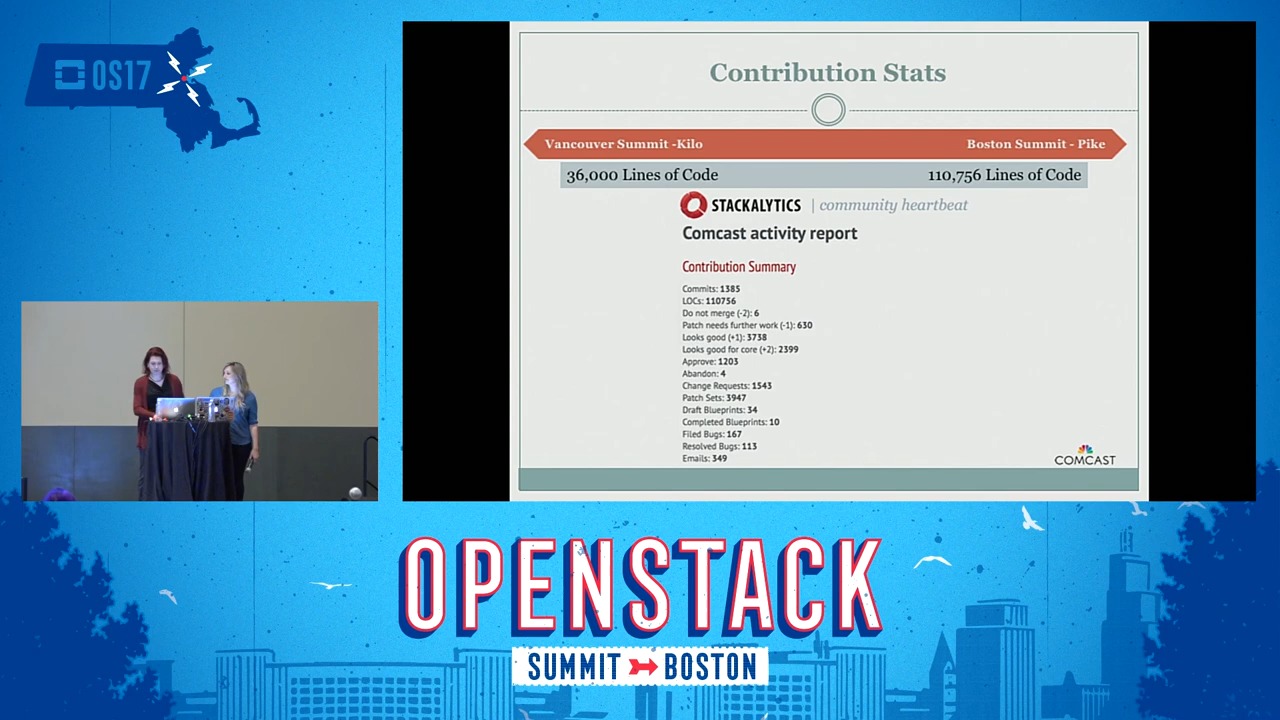 OS17
Contribution Stats
Vancouver Summit -Kilo
Boston Summit - Pike
36,000 Lines of Code
110,756 Lines of Code
STACKALYTICS | community heartbeat
Comcast activity report
Contribution Summary
Commits: 1385
LOCs: 110756
Do not merge (-2): 6
Patch needs further work (-1): 630
Looks good (+1): 3738
Looks good for core (+2): 2399
Approve: 1203
Abandon: 4
Change Requests: 1543
Patch Sets: 3947
Draft Blueprints: 34
Completed Blueprints: 10
Filed Bugs: 167
Resolved Bugs: 113
Emails: 349
COMCAST
OPENSTACK
SUMMIT BOSTON